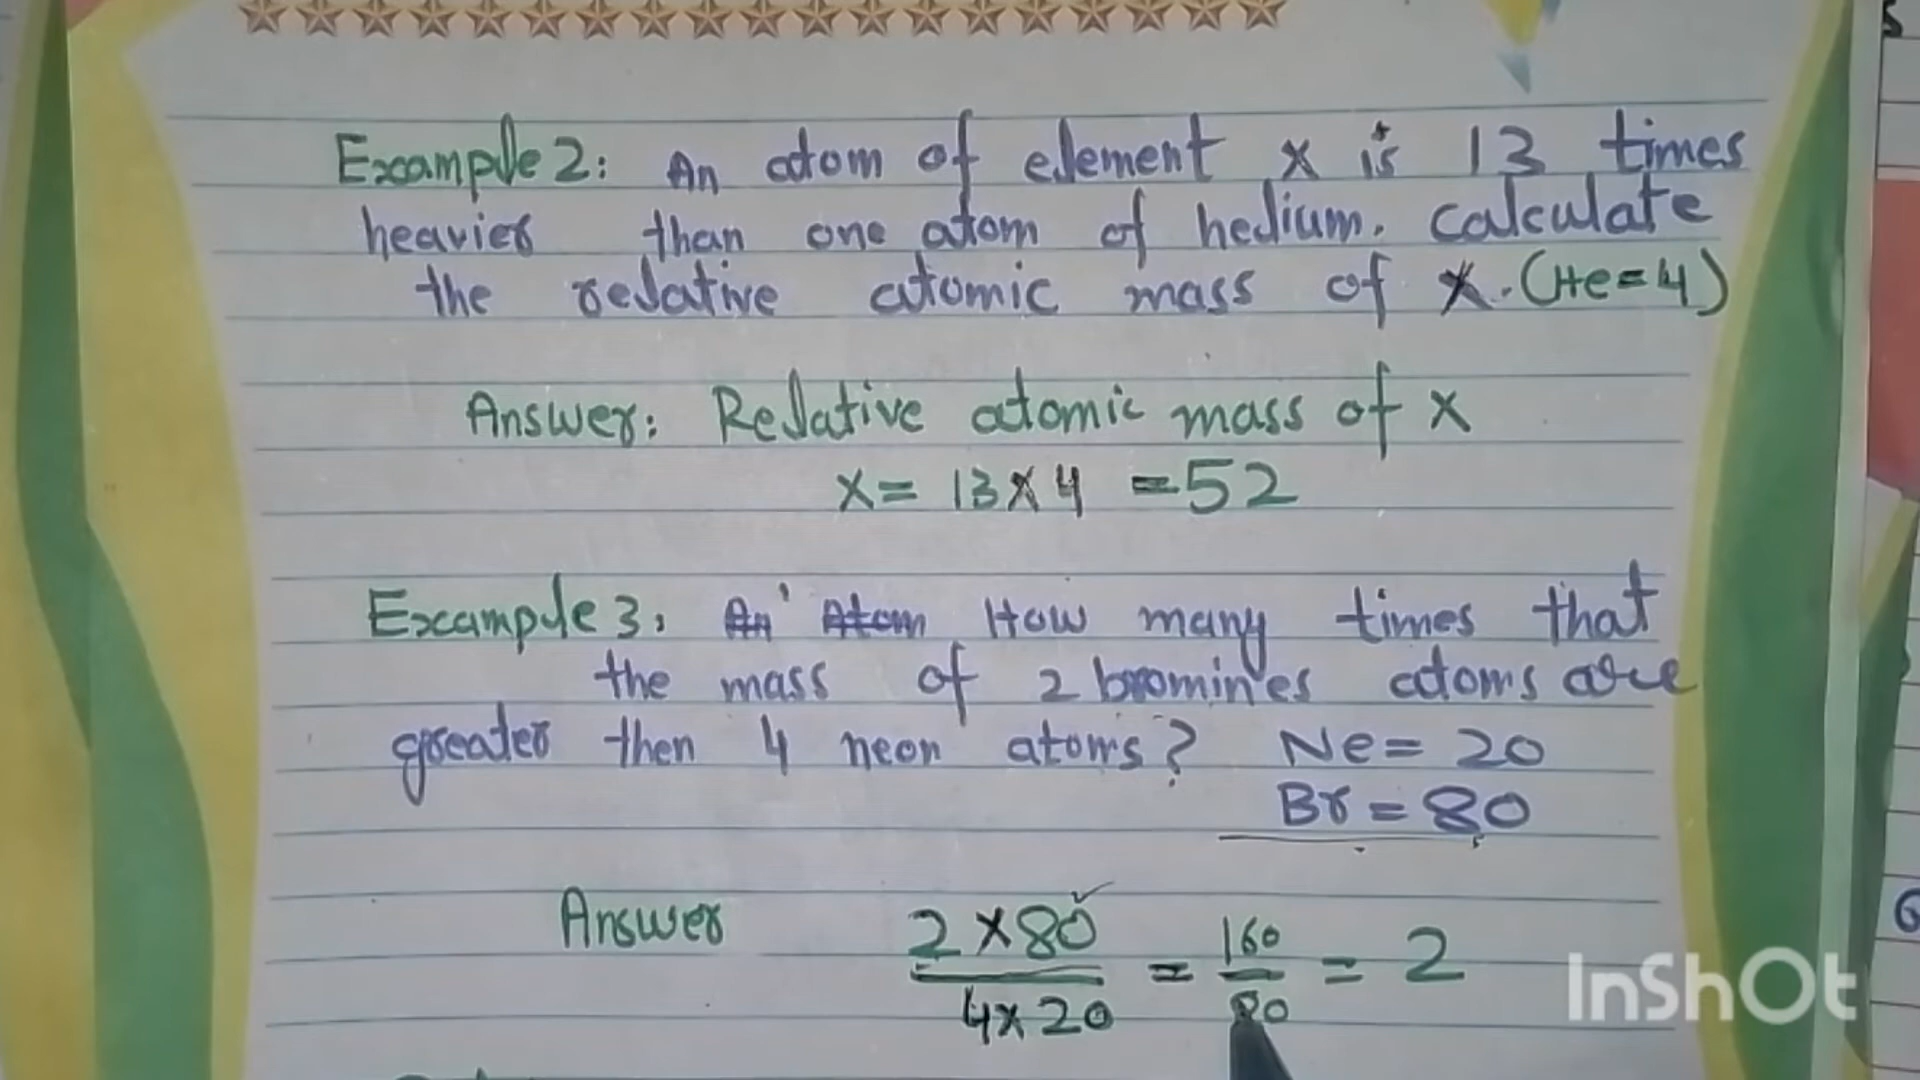 Example 2: An atom of element x is 13 times
heavier than one atom of helium. calculate
the relative atomic mass of x. (He=4)
Answer: Relative atomic mass of x
x= 13×4 =52
Example 3: An Atom How many times that
the mass of 2 bromines atoms are
greater then 4 neon atoms? Ne= 20
Br = 80
Answer 2×80/4×20 = 160/80 = 2
InShOt